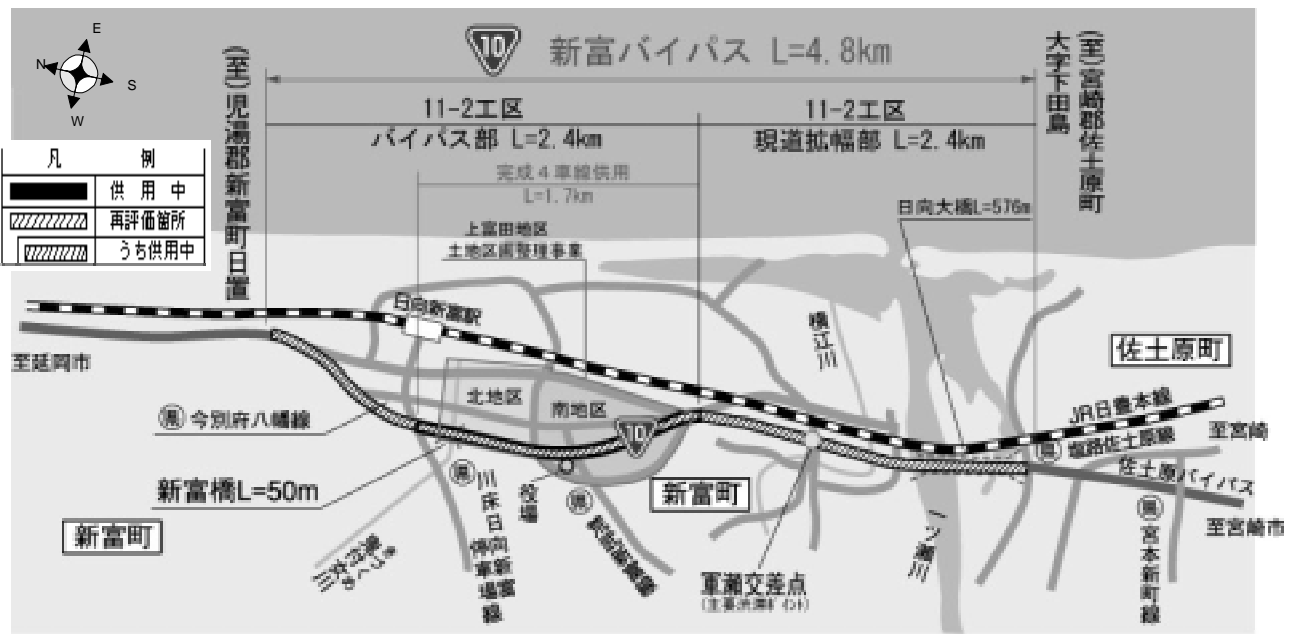 E
N
S
W
10
新富バイパス L=4.8km
(至)児湯郡新富町日置
(至)宮崎郡佐土原町
大字下田島
11-2工区
バイパス部 L=2.4km
11-2工区
現道拡幅部 L=2.4km
完成4車線供用
L=1.7km
凡 例
供用中
再評価箇所
うち供用中
日向大橋L=576m
上富田地区
土地区画整理事業
日向新富駅
横江川
佐土原町
至延岡市
北地区
南地区
10
県 今別府八幡線
JR日豊本線
至宮崎
県
佐土原バイパス
新富橋L=50m
県
川床日向新富
停車場線
役場
県
新富町
新富町
一ツ瀬川
県
宮本新町線
至宮崎市
軍瀬交差点